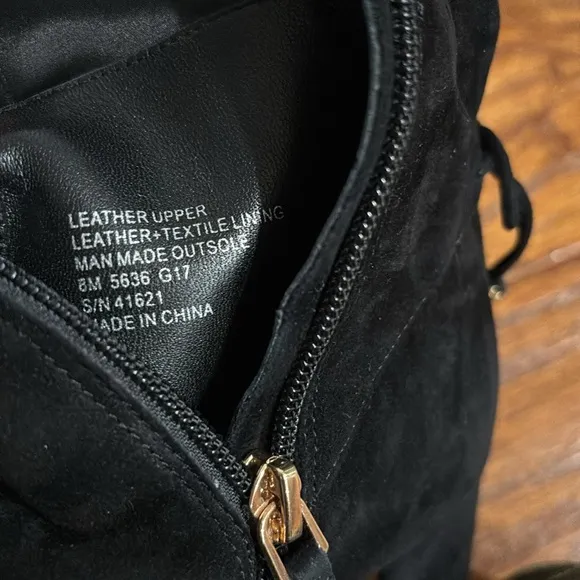 LEATHER UPPER
LEATHER+TEXTILE LINING
MAN MADE OUTSOLE
8M 5636 G17
S/N 41621
MADE IN CHINA